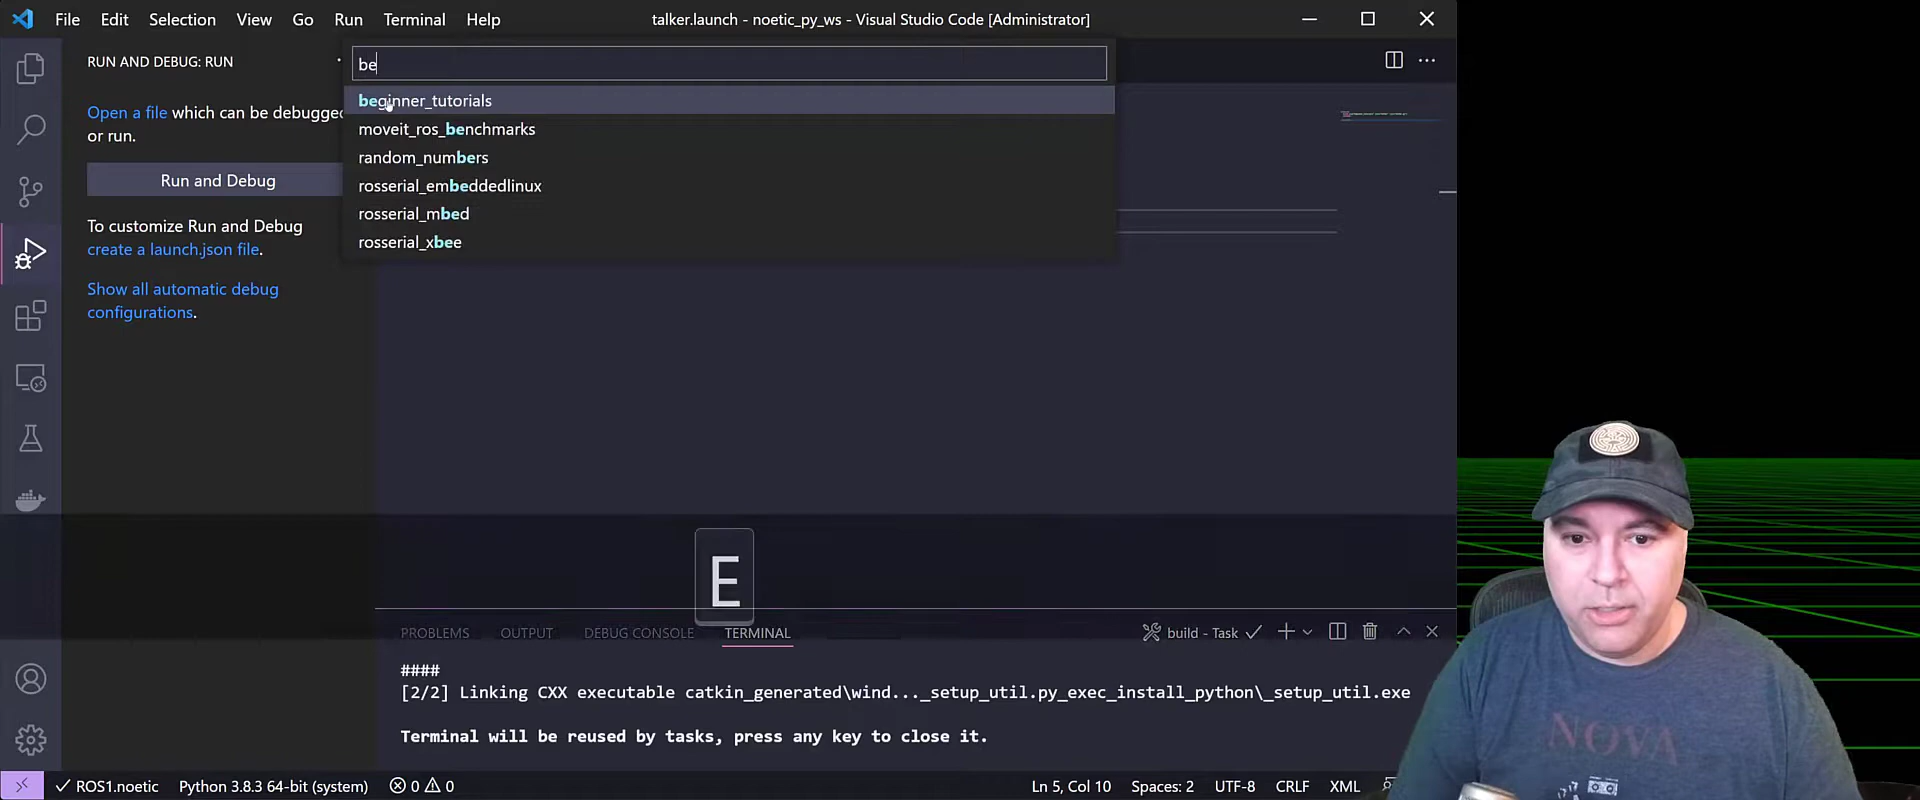 File Edit Selection View Go Run Terminal Help
talker.launch - noetic_py_ws - Visual Studio Code [Administrator]
RUN AND DEBUG: RUN
be
Open a file which can be debugged
or run.
Run and Debug
To customize Run and Debug
create a launch.json file.
Show all automatic debug
configurations.
beginner_tutorials
moveit_ros_benchmarks
random_numbers
rosserial_embeddedlinux
rosserial_mbed
rosserial_xbee
E
PROBLEMS OUTPUT DEBUG CONSOLE TERMINAL
build - Task
####
[2/2] Linking CXX executable catkin_generated\wind..._setup_util.py_exec_install_python\_setup_util.exe
Terminal will be reused by tasks, press any key to close it.
ROS1.noetic Python 3.8.3 64-bit (system) 0 0
Ln 5, Col 10 Spaces: 2 UTF-8 CRLF XML
NOVA